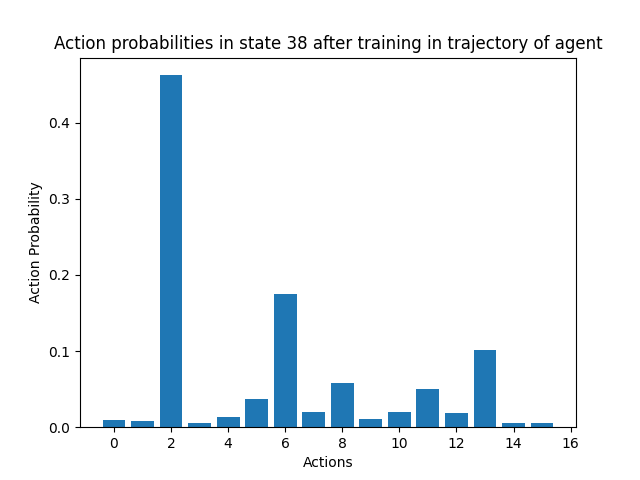 Action probabilities in state 38 after training in trajectory of agent
0.4
0.3
0.2
0.1
0.0
Action Probability
0 2 4 6 8 10 12 14 16
Actions